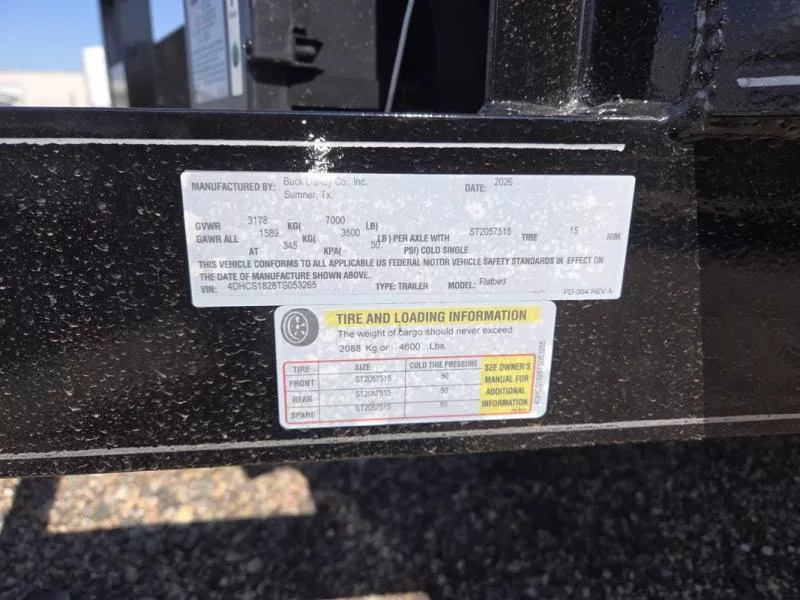 MANUFACTURED BY: Buck Dandy Co., Inc. DATE: 2026
Sumner, Tx.
GVWR 3178 KG( 7000 LB)
GAWR ALL 1589 KG( 3500 LB) PER AXLE WITH ST2057515 TIRE 15 RIM
AT 345 KPA( 50 PSI) COLD SINGLE
THIS VEHICLE CONFORMS TO ALL APPLICABLE US FEDERAL MOTOR VEHICLE SAFETY STANDARDS IN EFFECT ON
THE DATE OF MANUFACTURE SHOWN ABOVE.
VIN: 4DHCS1828TS053265 TYPE: TRAILER MODEL: Flatbed
FD-304 REV A
TIRE AND LOADING INFORMATION
The weight of cargo should never exceed
2088 Kg or 4600 Lbs.
TIRE SIZE COLD TIRE PRESSURE
FRONT ST2057515 50
REAR ST2057515 50
SPARE ST2057515 50
SEE OWNER'S
MANUAL FOR
ADDITIONAL
INFORMATION